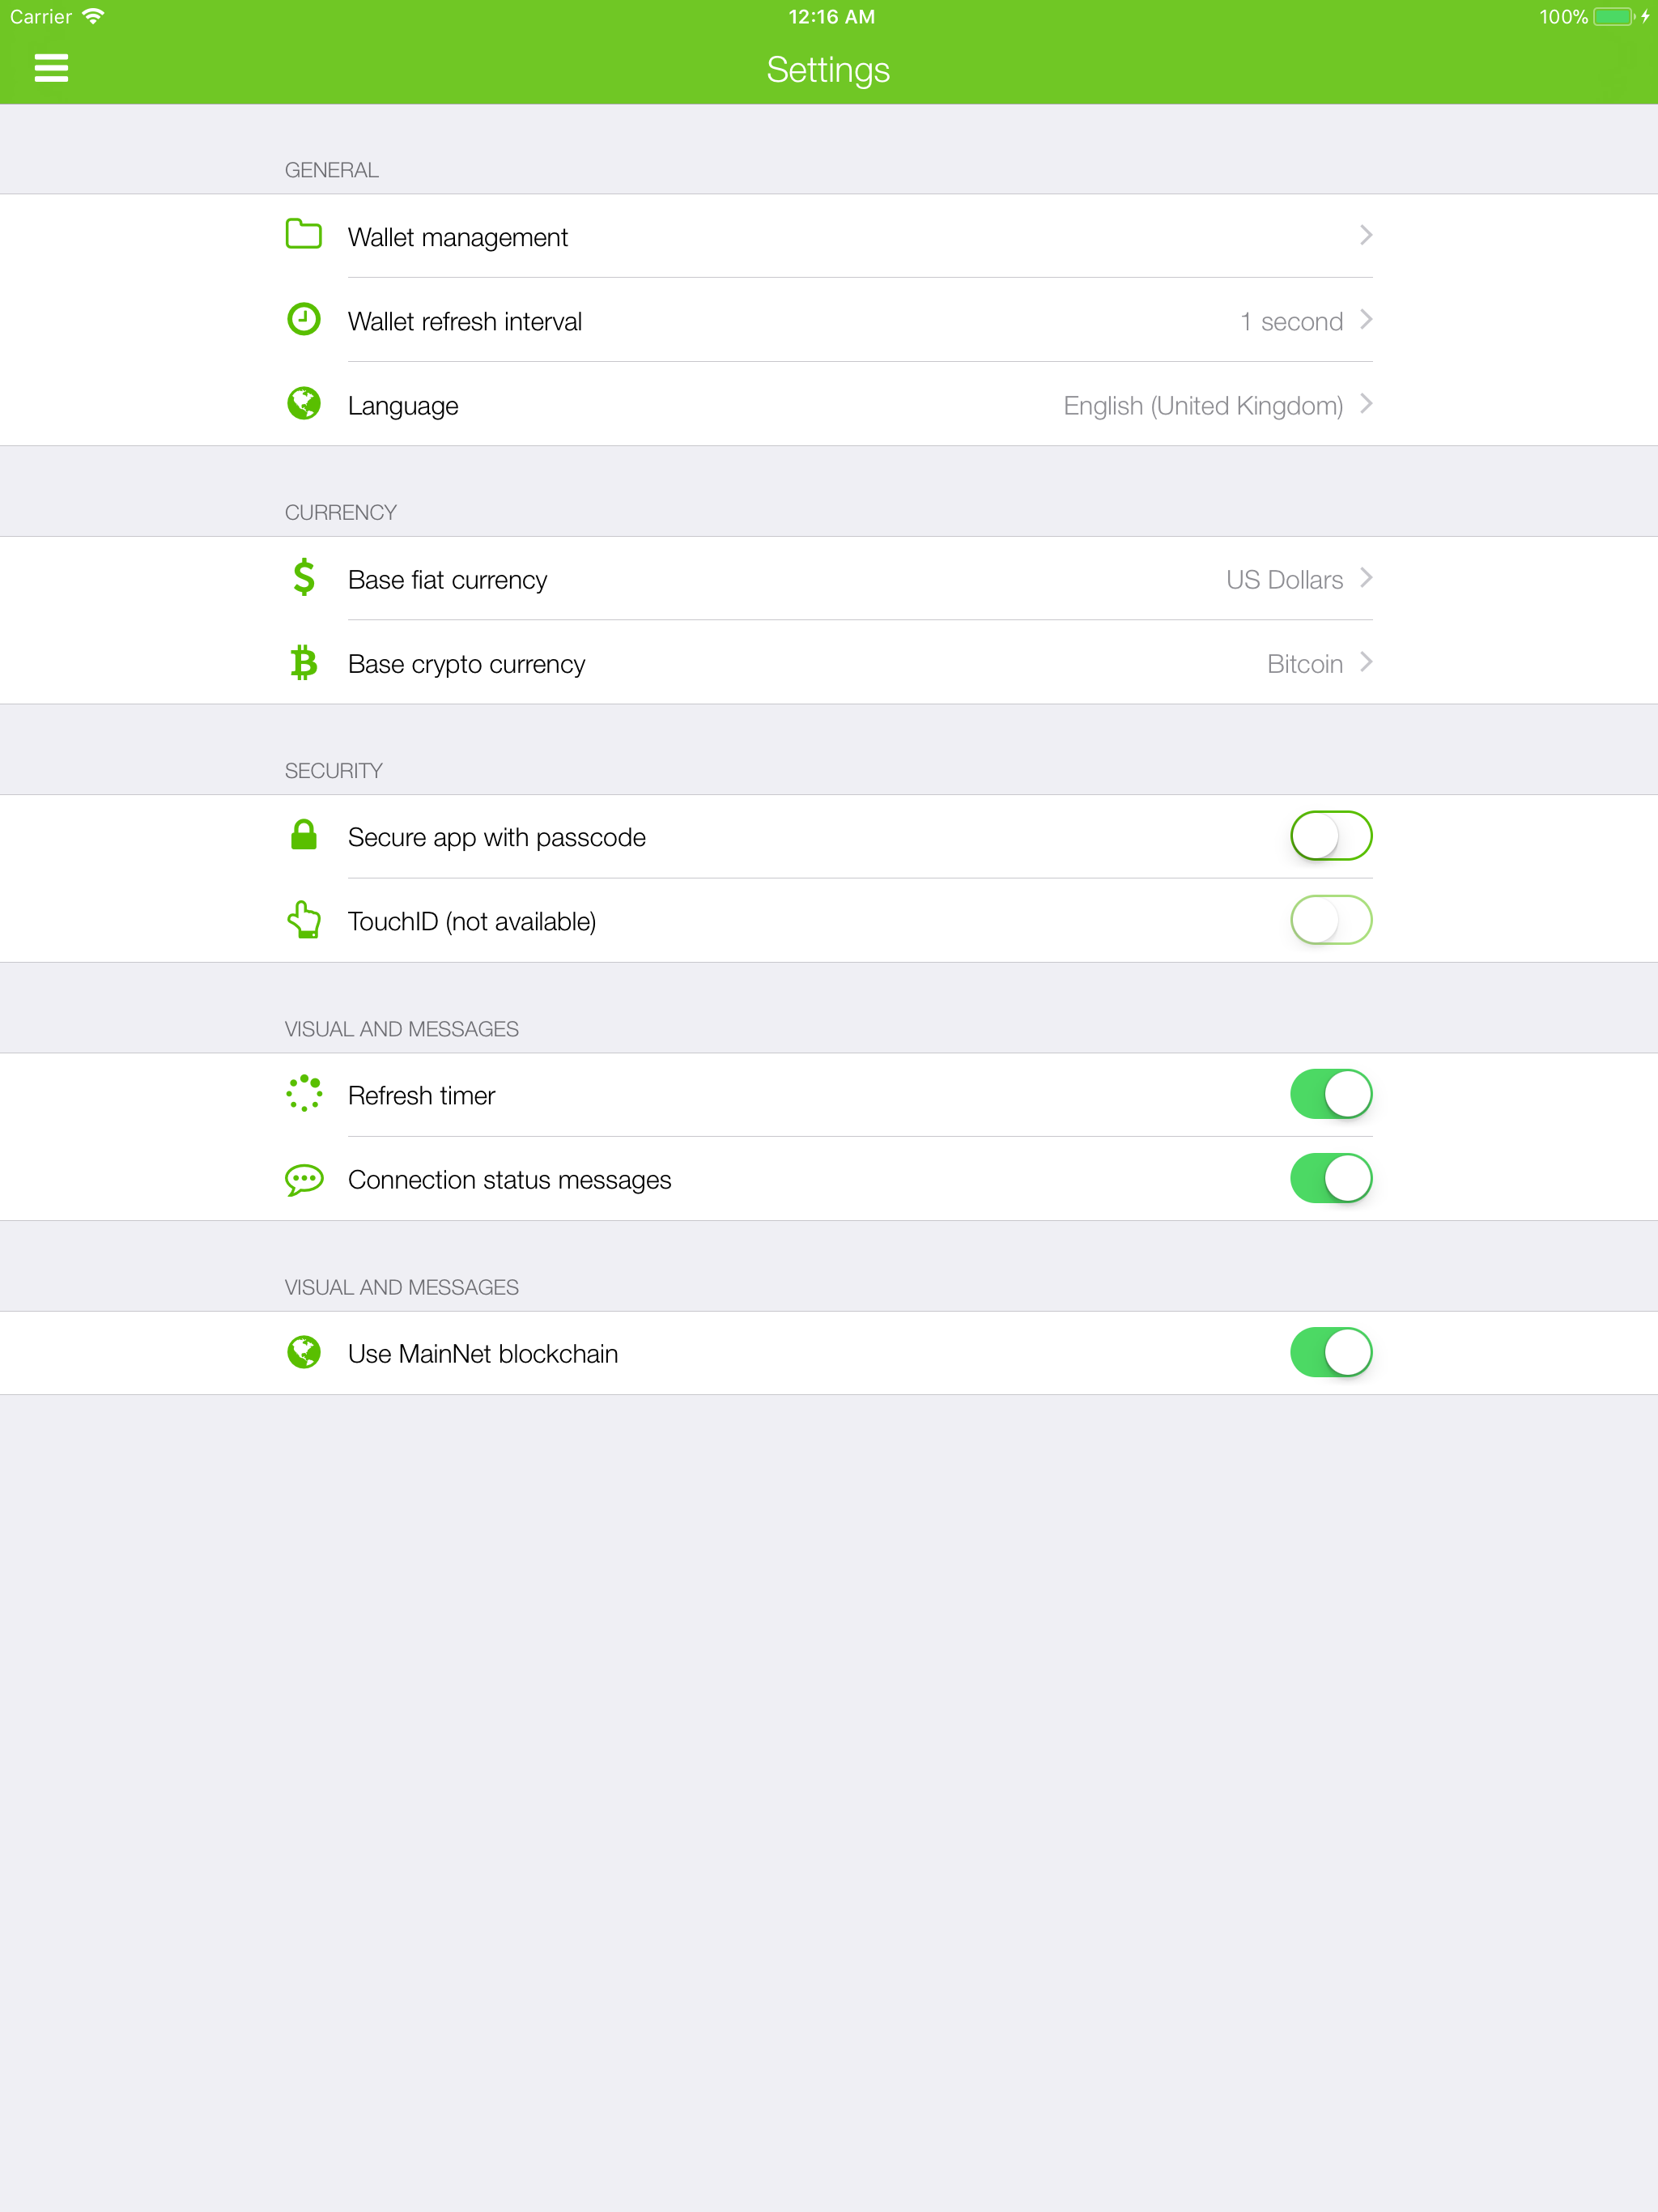 Carrier 12:16 AM 100%
Settings
GENERAL
Wallet management
Wallet refresh interval 1 second
Language English (United Kingdom)
CURRENCY
Base fiat currency US Dollars
Base crypto currency Bitcoin
SECURITY
Secure app with passcode
TouchID (not available)
VISUAL AND MESSAGES
Refresh timer
Connection status messages
VISUAL AND MESSAGES
Use MainNet blockchain